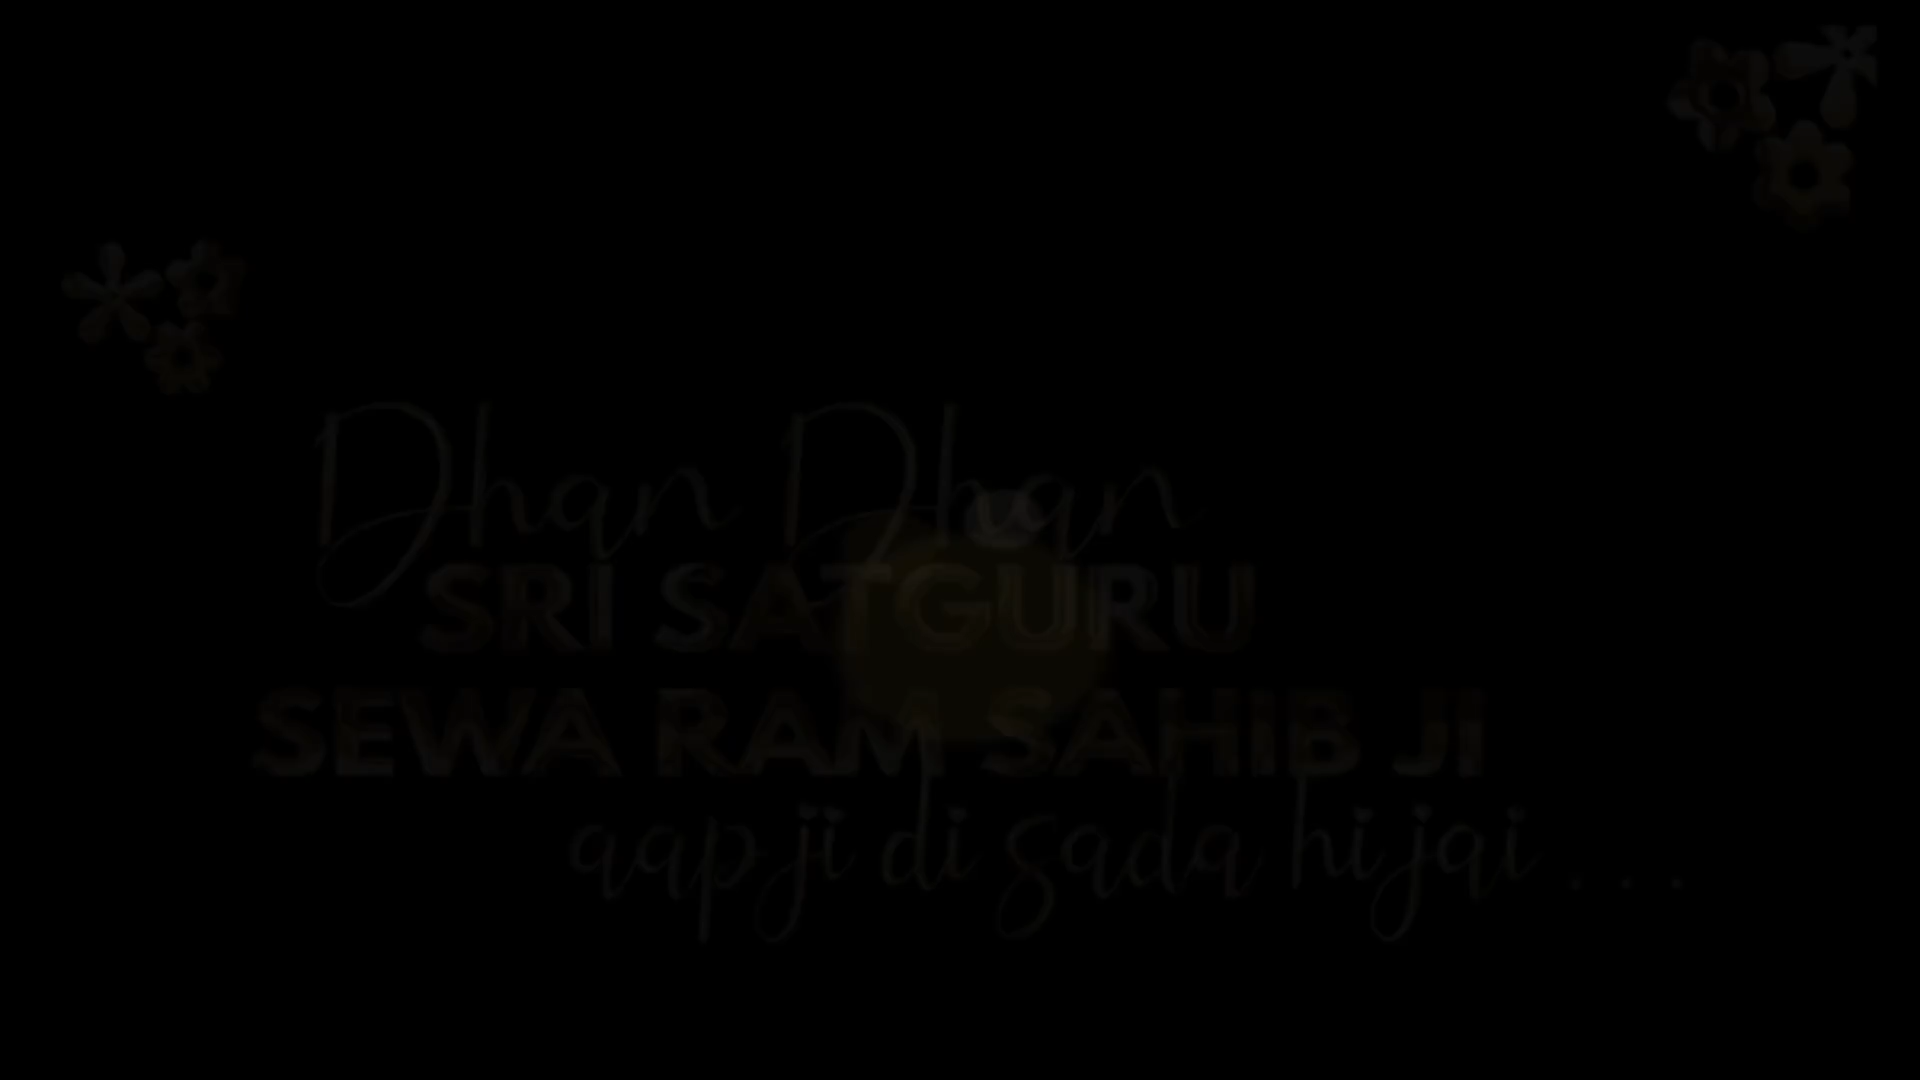 Dhan Dhan
SRI SATGURU
SEWA RAM SAHIB JI
aap ji di sada hi jai . . .